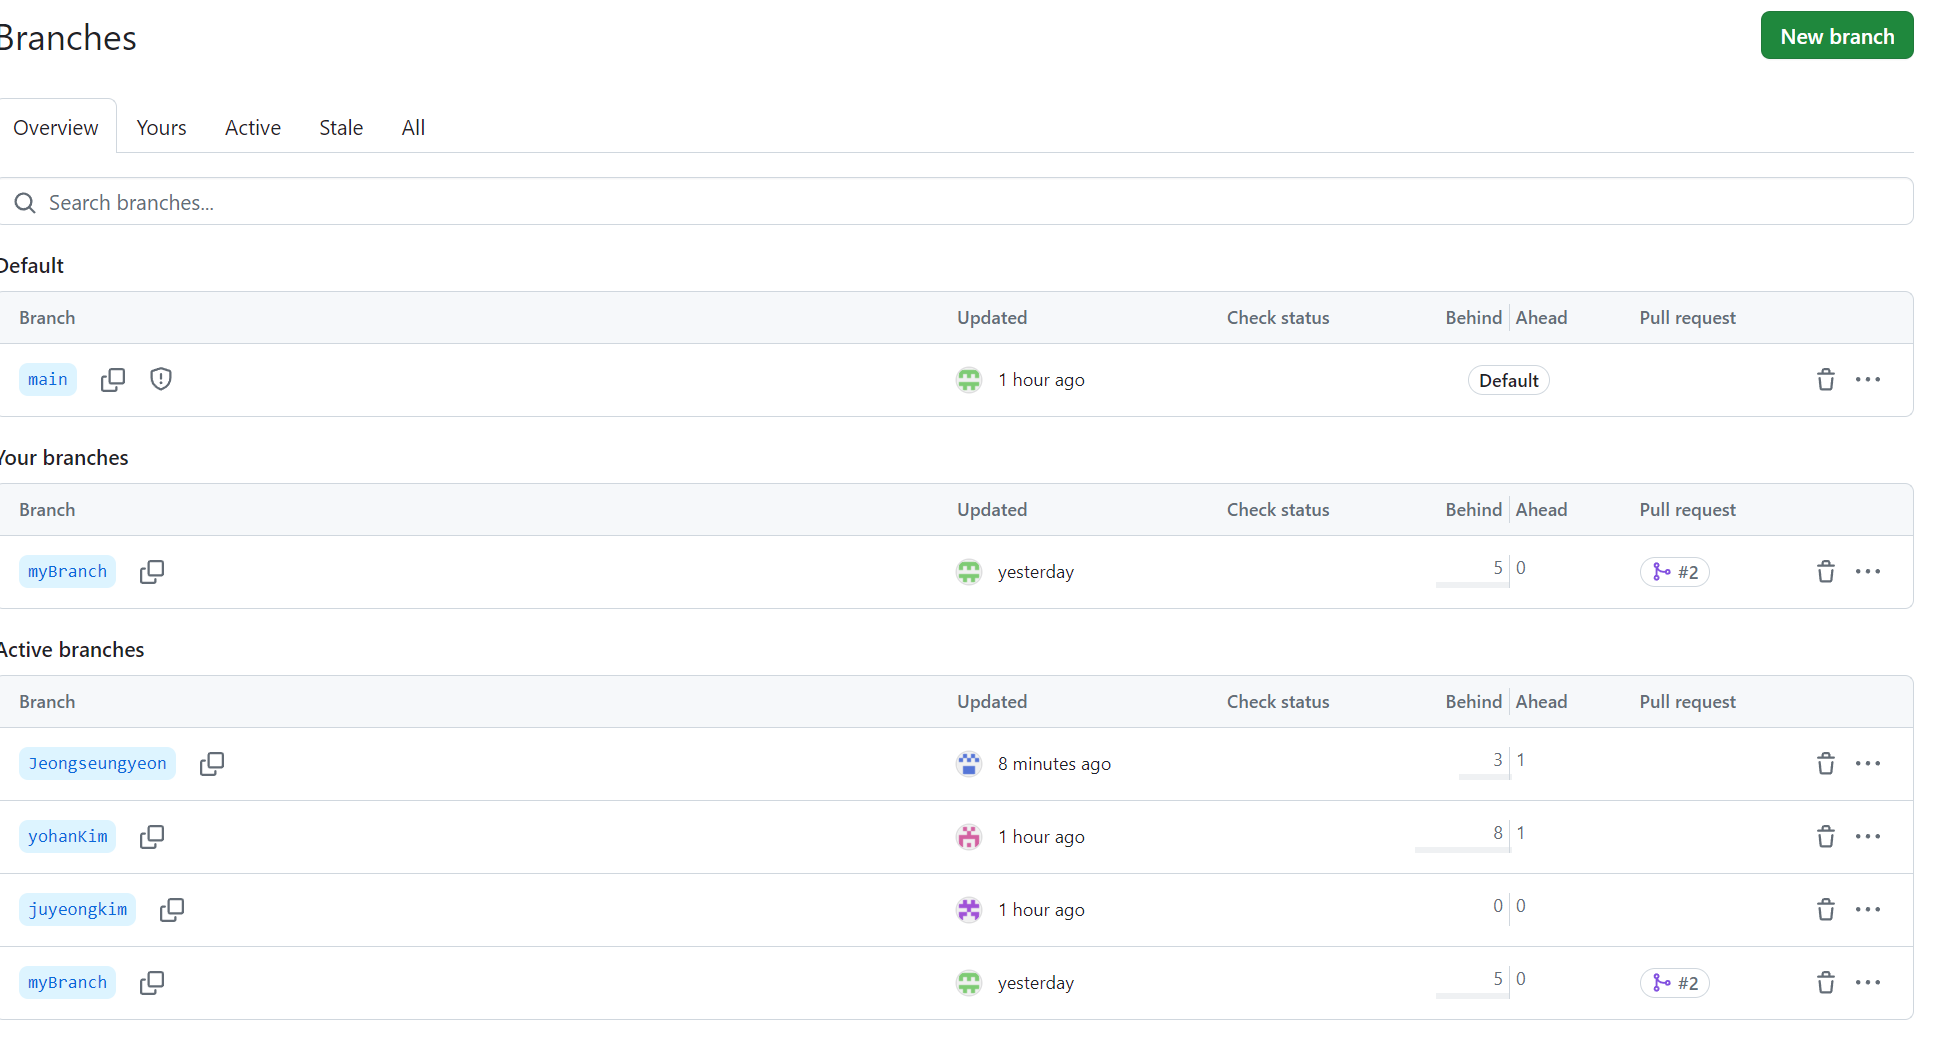 Branches
New branch
Overview Yours Active Stale All
Search branches...
Default
Branch Updated Check status Behind Ahead Pull request
main 1 hour ago Default
Your branches
Branch Updated Check status Behind Ahead Pull request
myBranch yesterday 5 0 #2
Active branches
Branch Updated Check status Behind Ahead Pull request
Jeongseungyeon 8 minutes ago 3 1
yohanKim 1 hour ago 8 1
juyeongkim 1 hour ago 0 0
myBranch yesterday 5 0 #2